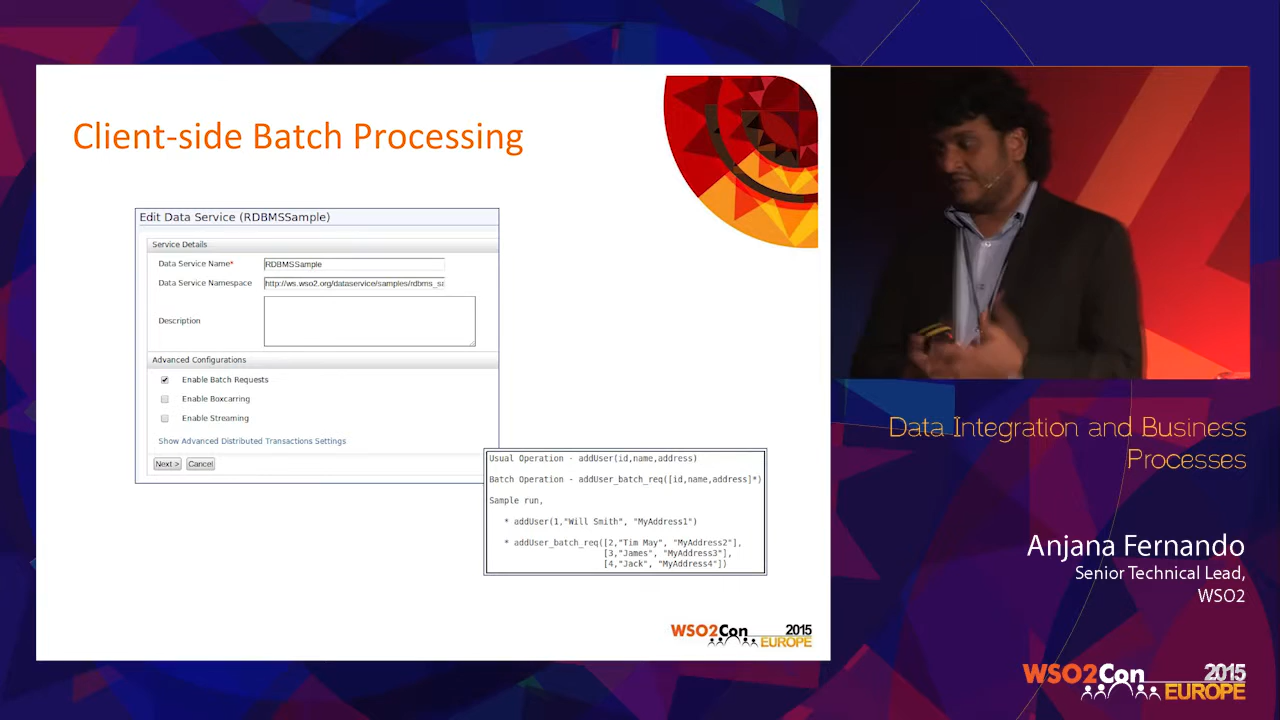 Client-side Batch Processing
Edit Data Service (RDBMSSample)
Service Details
Data Service Name* RDBMSSample
Data Service Namespace http://ws.wso2.org/dataservice/samples/rdbms_sa
Description
Advanced Configurations
Enable Batch Requests
Enable Boxcarring
Enable Streaming
Show Advanced Distributed Transactions Settings
Next > Cancel
Usual Operation - addUser(id,name,address)
Batch Operation - addUser_batch_req([id,name,address]*)
Sample run,
* addUser(1,"Will Smith", "MyAddress1")
* addUser_batch_req([2,"Tim May", "MyAddress2"],
[3,"James", "MyAddress3"],
[4,"Jack", "MyAddress4"])
WSO2Con 2015
EUROPE
Data Integration and Business
Processes
Anjana Fernando
Senior Technical Lead,
WSO2
WSO2Con 2015
EUROPE